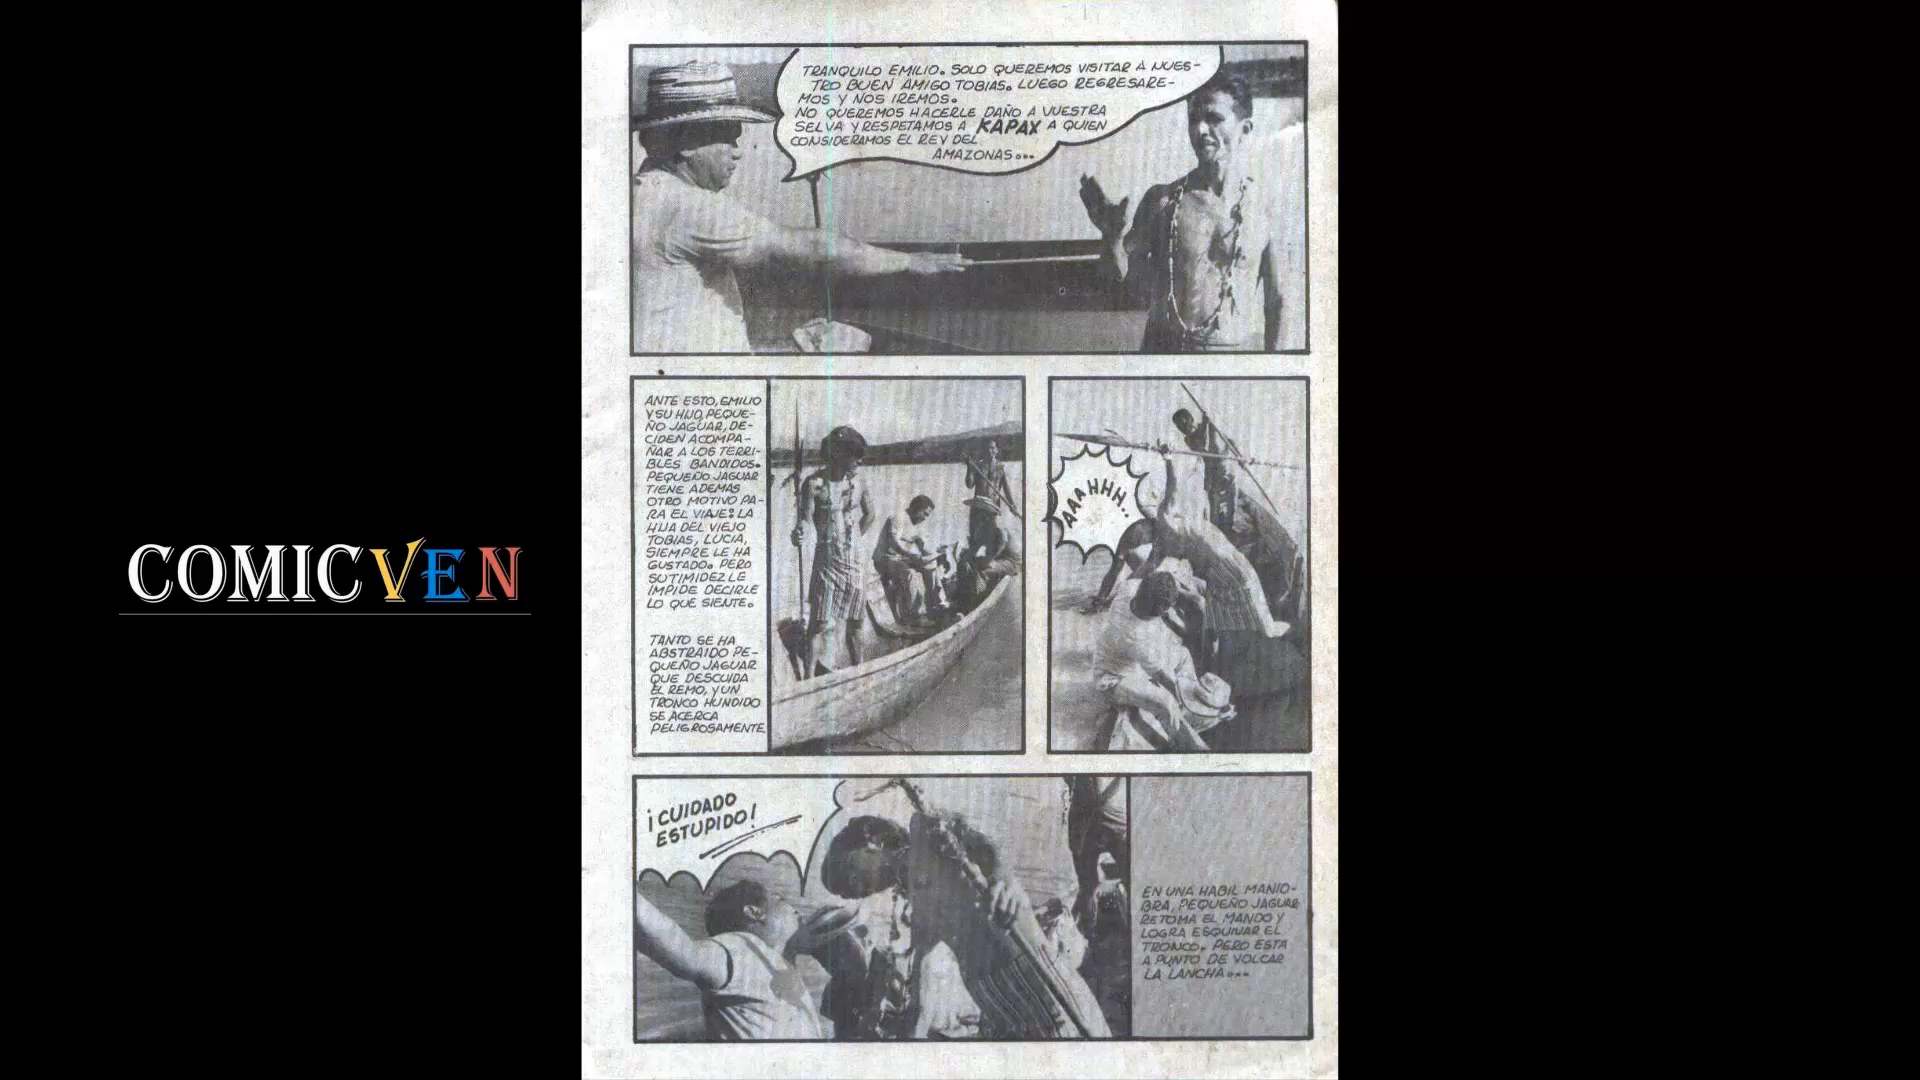 TRANQUILO EMILIO. SOLO QUEREMOS VISITAR A NUES-
TRO BUEN AMIGO TOBIAS. LUEGO REGRESARE-
MOS Y NOS IREMOS.
NO QUEREMOS HACERLE DAÑO A VUESTRA
SELVA Y RESPETAMOS A KAPAX A QUIEN
CONSIDERAMOS EL REY DEL
AMAZONAS...
ANTE ESTO, EMILIO
Y SU HIJO, PEQUE-
ÑO JAGUAR, DE-
CIDEN ACOMPA-
ÑAR A LOS TERRI-
BLES BANDIDOS.
PEQUEÑO JAGUAR
TIENE ADEMAS
OTRO MOTIVO PA-
RA EL VIAJE: LA
HIJA DEL VIEJO
TOBIAS, LUCIA,
SIEMPRE LE HA
GUSTADO. PERO
SU TIMIDEZ LE
IMPIDE DECIRLE
LO QUE SIENTE.
TANTO SE HA
ABSTRAIDO PE-
QUEÑO JAGUAR
QUE DESCUIDA
EL REMO, Y UN
TRONCO HUNDIDO
SE ACERCA
PELIGROSAMENTE
AAAHHH..
¡CUIDADO
ESTUPIDO!
EN UNA HABIL MANIO-
BRA, PEQUEÑO JAGUAR
RETOMA EL MANDO Y
LOGRA ESQUIVAR EL
TRONCO. PERO ESTA
A PUNTO DE VOLCAR
LA LANCHA...
COMICVEN